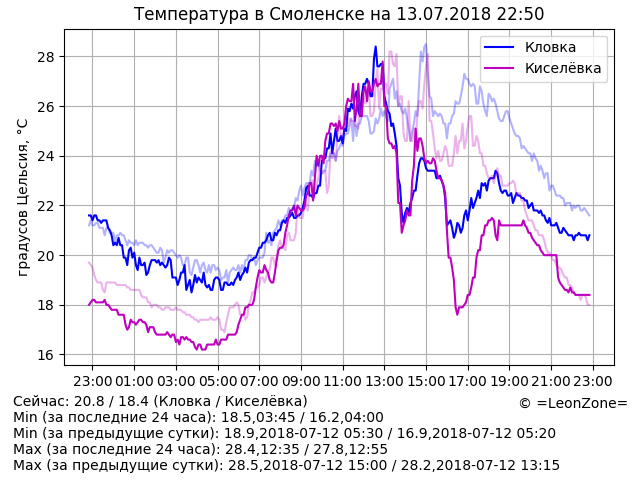 Температура в Смоленске на 13.07.2018 22:50
Кловка
Киселёвка
градусов Цельсия, °C
28
26
24
22
20
18
16
23:00 01:00 03:00 05:00 07:00 09:00 11:00 13:00 15:00 17:00 19:00 21:00 23:00
Сейчас: 20.8 / 18.4 (Кловка / Киселёвка)
© =LeonZone=
Min (за последние 24 часа): 18.5,03:45 / 16.2,04:00
Min (за предыдущие сутки): 18.9,2018-07-12 05:30 / 16.9,2018-07-12 05:20
Max (за последние 24 часа): 28.4,12:35 / 27.8,12:55
Max (за предыдущие сутки): 28.5,2018-07-12 15:00 / 28.2,2018-07-12 13:15